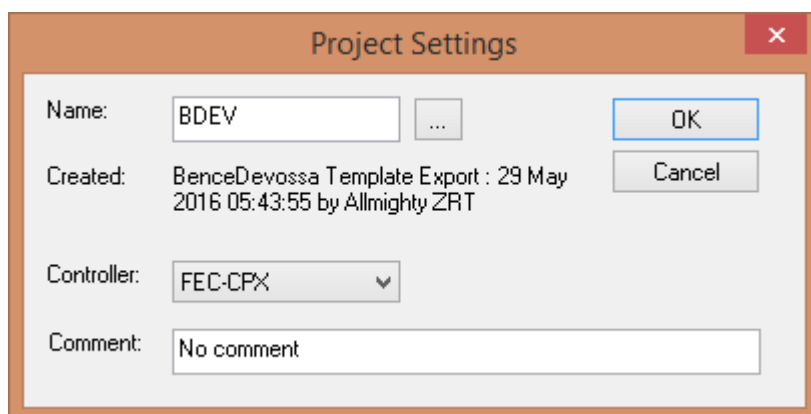 Project Settings
Name: BDEV ... OK
Created: BenceDevossa Template Export : 29 May Cancel
2016 05:43:55 by Allmighty ZRT
Controller: FEC-CPX
Comment: No comment